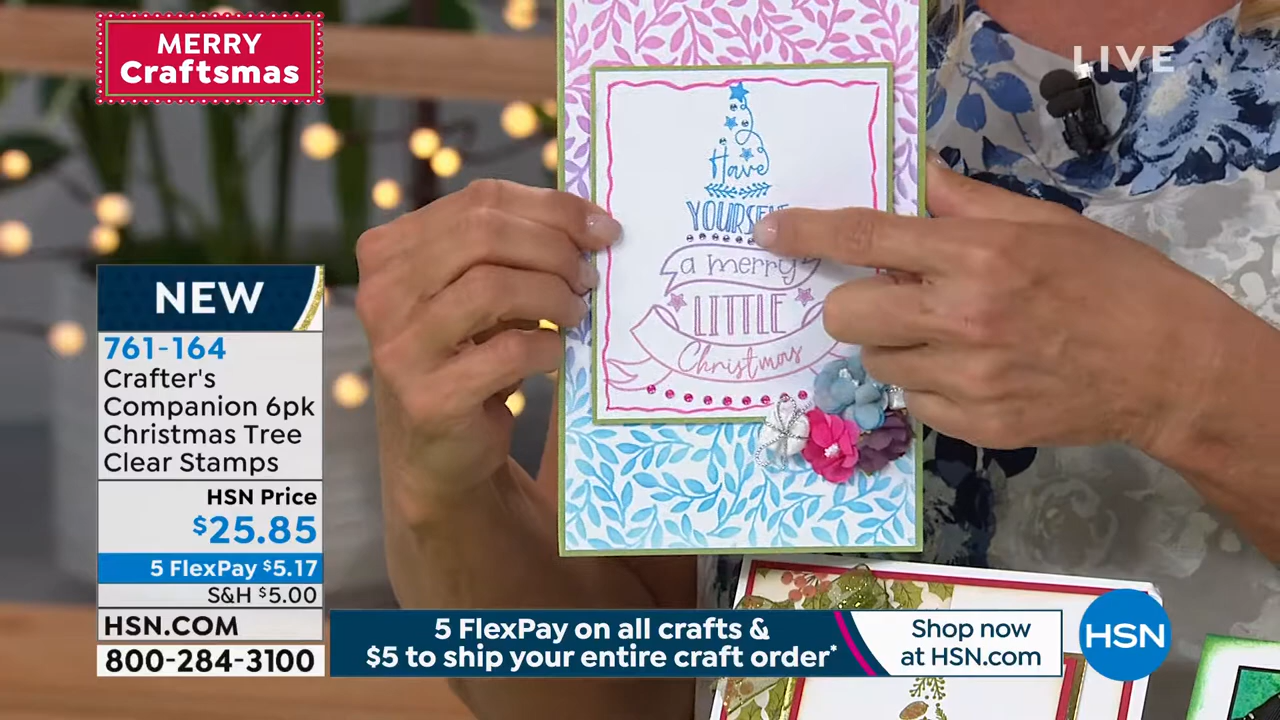 MERRY
Craftsmas
LIVE
Have
YOURSELF
a merry
LITTLE
Christmas
NEW
761-164
Crafter's
Companion 6pk
Christmas Tree
Clear Stamps
HSN Price
$25.85
5 FlexPay $5.17
S&H $5.00
HSN.COM
800-284-3100
5 FlexPay on all crafts &
$5 to ship your entire craft order*
Shop now
at HSN.com
HSN